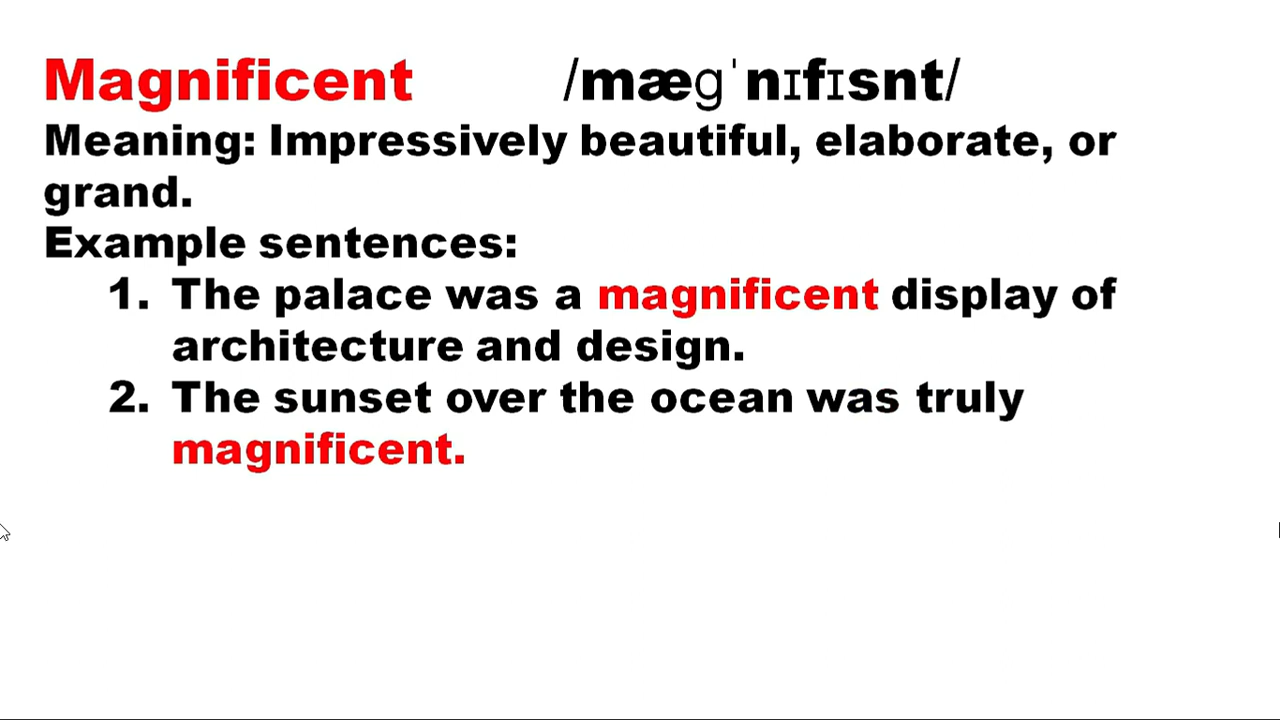 Magnificent /mægˈnɪfɪsnt/
Meaning: Impressively beautiful, elaborate, or
grand.
Example sentences:
1. The palace was a magnificent display of
architecture and design.
2. The sunset over the ocean was truly
magnificent.